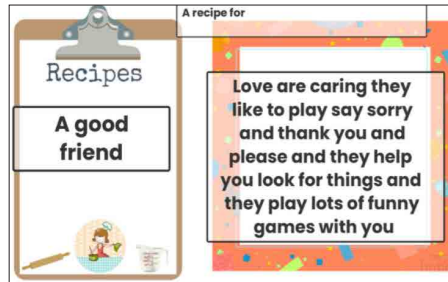 A recipe for
Recipes
A good
friend
Love are caring they
like to play say sorry
and thank you and
please and they help
you look for things and
they play lots of funny
games with you